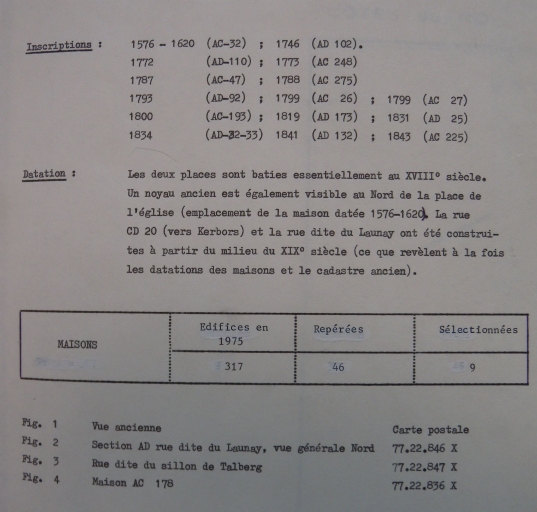 Inscriptions : 1576 - 1620 (AC-32) ; 1746 (AD 102).
1772 (AD-110) ; 1773 (AC 248)
1787 (AC-47) ; 1788 (AC 275)
1793 (AD-92) ; 1799 (AC 26) ; 1799 (AC 27)
1800 (AC-193) ; 1819 (AD 173) ; 1831 (AD 25)
1834 (AD-32-33) 1841 (AD 132) ; 1843 (AC 225)
Datation : Les deux places sont baties essentiellement au XVIII° siècle.
Un noyau ancien est également visible au Nord de la place de
l'église (emplacement de la maison datée 1576-1620). La rue
CD 20 (vers Kerbors) et la rue dite du Launay ont été construi-
tes à partir du milieu du XIX° siècle (ce que revèlent à la fois
les datations des maisons et le cadastre ancien).
MAISONS Edifices en 1975 Repérées Sélectionnées
317 46 9
Fig. 1 Vue ancienne Carte postale
Fig. 2 Section AD rue dite du Launay, vue générale Nord 77.22.846 X
Fig. 3 Rue dite du sillon de Talberg 77.22.847 X
Fig. 4 Maison AC 178 77.22.836 X